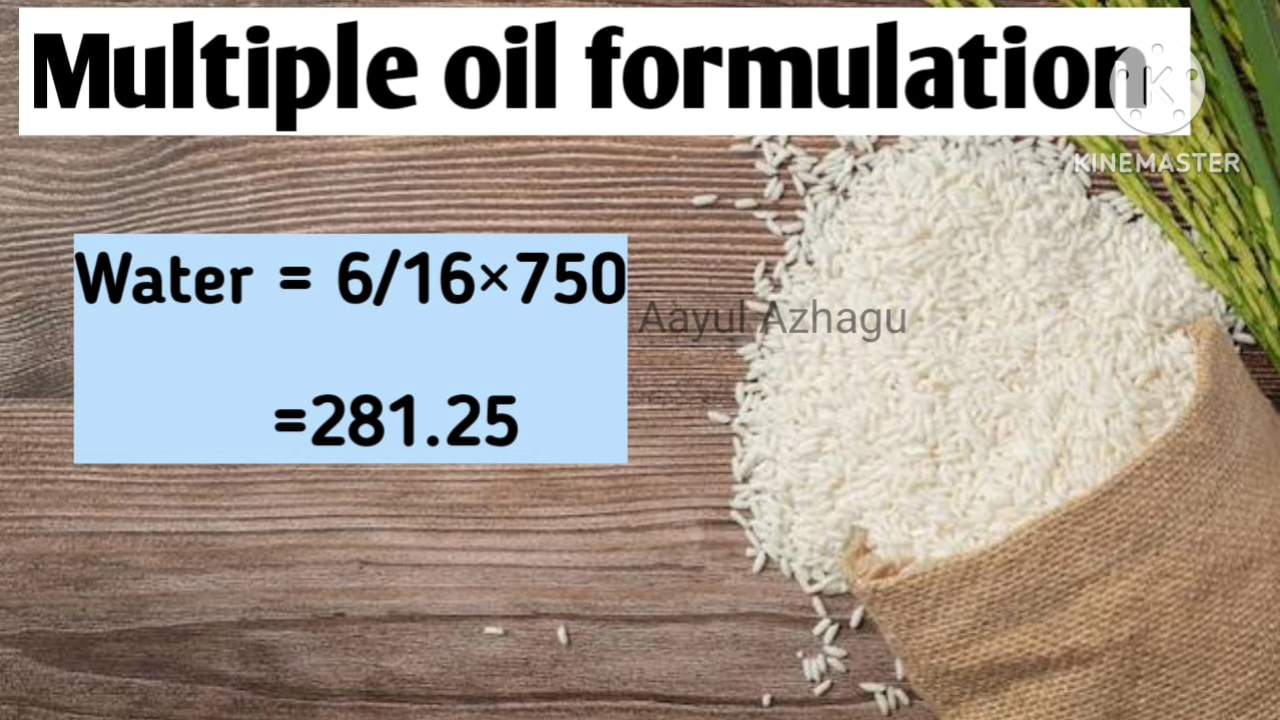 Multiple oil formulation
KINEMASTER
Water = 6/16×750
Aayul Azhagu
=281.25